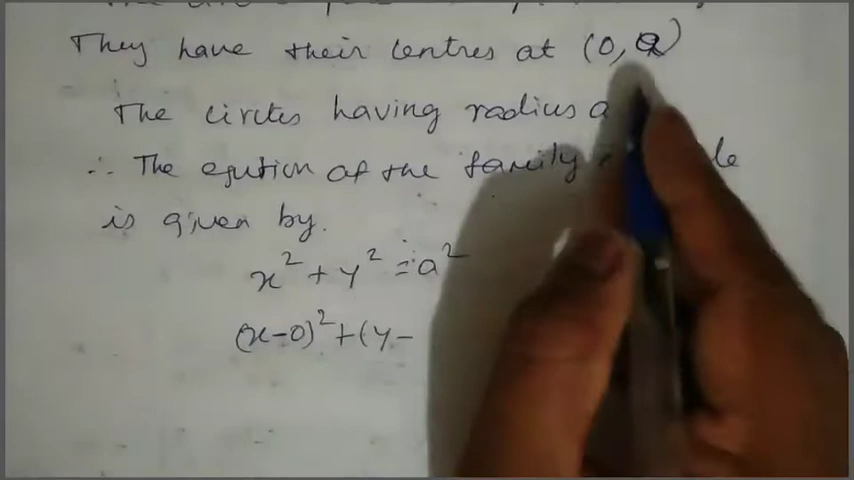 They have their centres at (0, a)
The circles having radius a
∴ The eqution of the family
is given by.
x² + y² = a²
(x-0)² + (y-